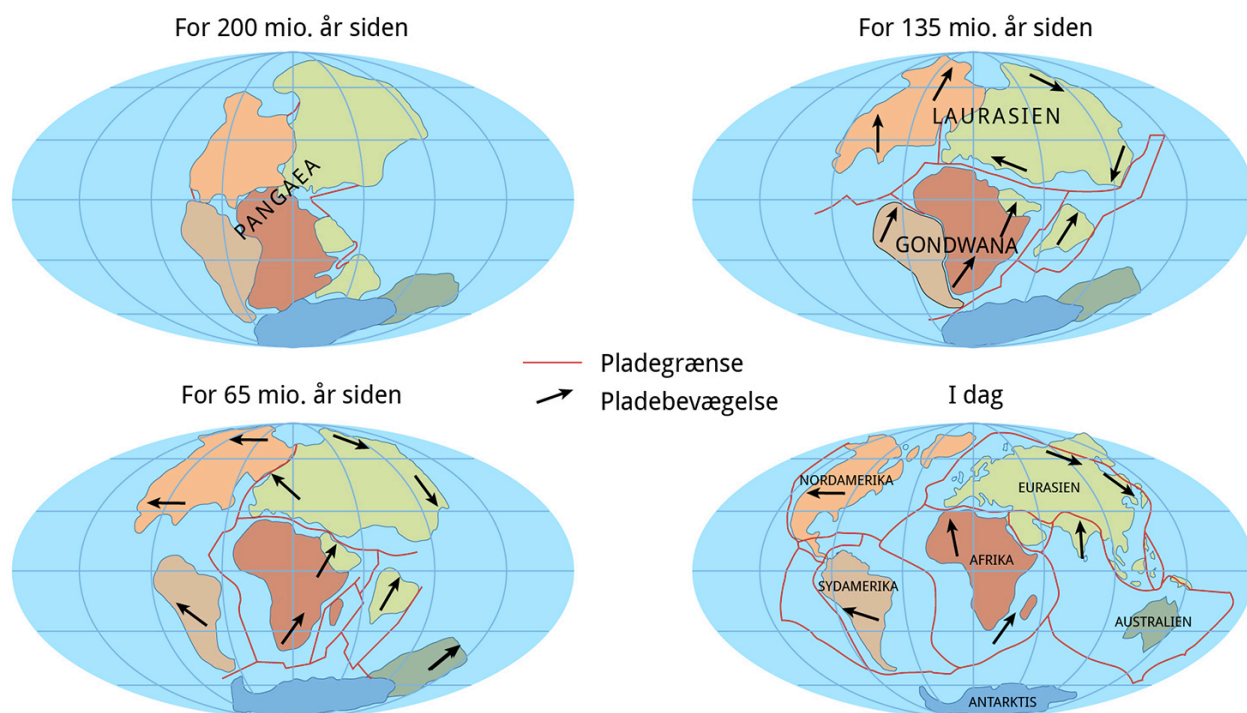 For 200 mio. år siden
For 135 mio. år siden
PANGAEA
LAURASIEN
GONDWANA
Pladegrænse
Pladebevægelse
For 65 mio. år siden
I dag
NORDAMERIKA
EURASIEN
AFRIKA
SYDAMERIKA
AUSTRALIEN
ANTARKTIS